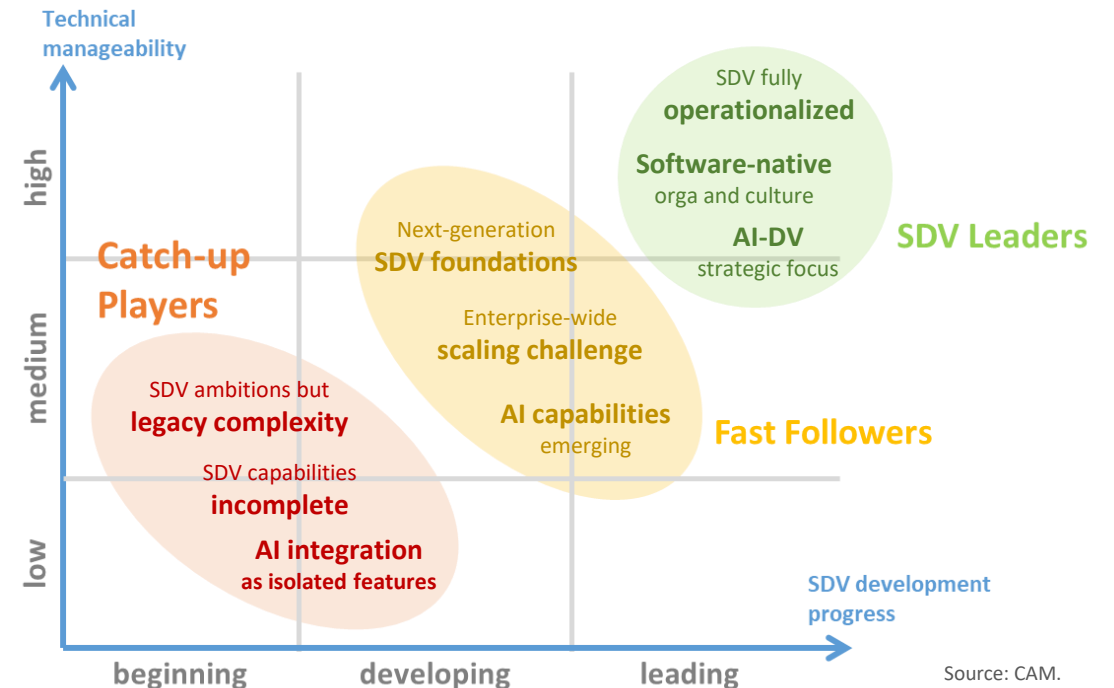 Technical
manageability
high
medium
low
SDV fully
operationalized
Software-native
orga and culture
AI-DV
strategic focus
SDV Leaders
Next-generation
SDV foundations
Enterprise-wide
scaling challenge
AI capabilities
emerging
Fast Followers
Catch-up
Players
SDV ambitions but
legacy complexity
SDV capabilities
incomplete
AI integration
as isolated features
SDV development
progress
beginning
developing
leading
Source: CAM.